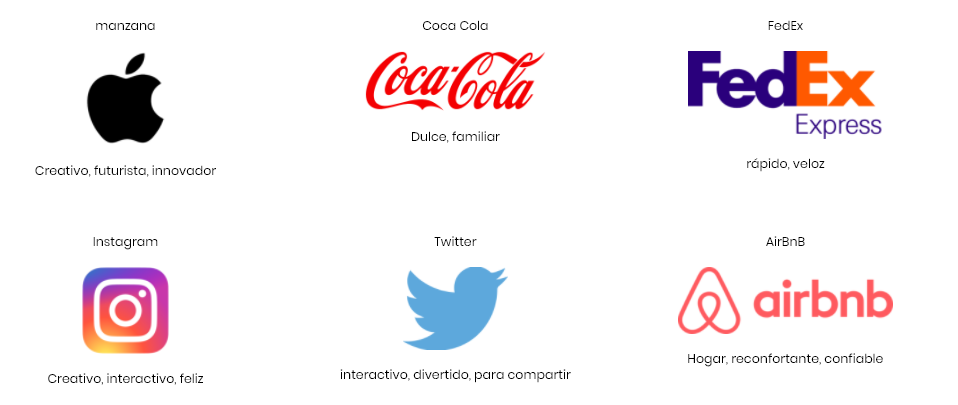 manzana
Coca Cola
FedEx
Coca-Cola
FedEx
Express
Creativo, futurista, innovador
Dulce, familiar
rápido, veloz
Instagram
Twitter
AirBnB
airbnb
Creativo, interactivo, feliz
interactivo, divertido, para compartir
Hogar, reconfortante, confiable